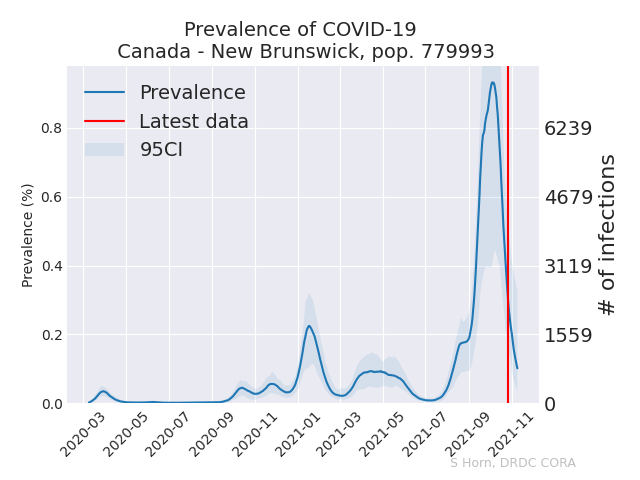 Prevalence of COVID-19
Canada - New Brunswick, pop. 779993
Prevalence
Latest data
95CI
Prevalence (%)
0.8
0.6
0.4
0.2
0.0
6239
4679
3119
1559
0
# of infections
2020-03
2020-05
2020-07
2020-09
2020-11
2021-01
2021-03
2021-05
2021-07
2021-09
2021-11
S Horn, DRDC CORA